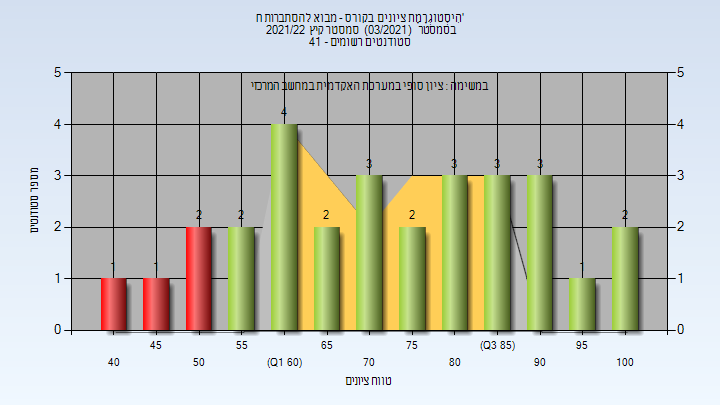 הִיסטוֹגרָמַת ציונים בקורס - מבוא להסתברות ח'
בסמסטר (03/2021) סמסטר קיץ 2021/22
סטודנטים רשומים - 41
במשימה : ציון סופי במערכת האקדמית במחשב המרכזי
5 5
4 4 4
3 3 3 3 3 3
2 2 2 2 2 2 2
1 1 1 1 1
0 0
מספר סטודנטים
45 55 65 75 (Q3 85) 95
40 50 (Q1 60) 70 80 90 100
טווח ציונים